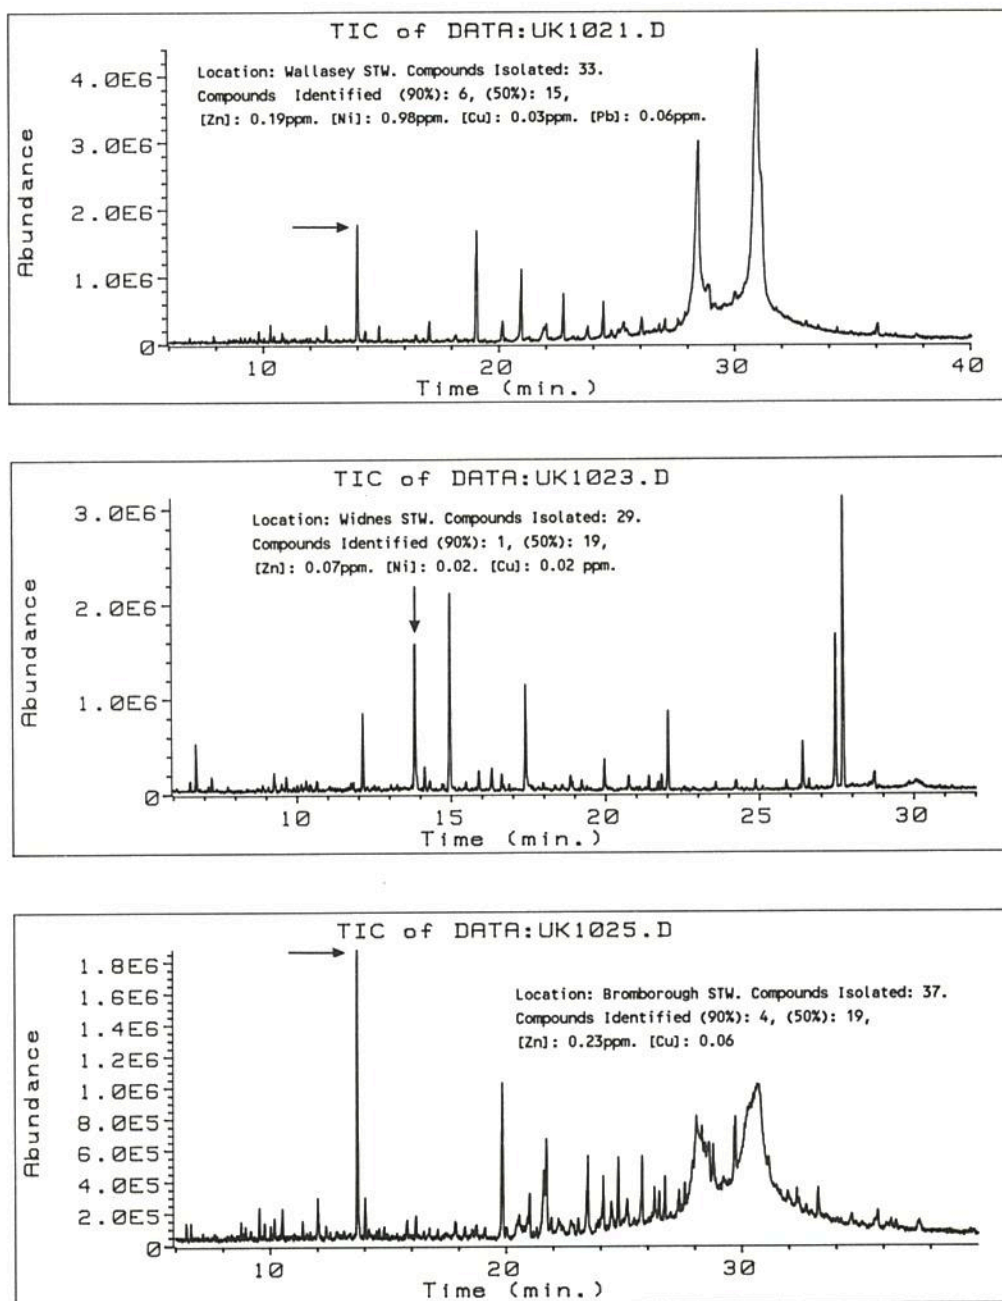 TIC of DATA:UK1021.D
Location: Wallasey STW. Compounds Isolated: 33.
Compounds Identified (90%): 6, (50%): 15,
[Zn]: 0.19ppm. [Ni]: 0.98ppm. [Cu]: 0.03ppm. [Pb]: 0.06ppm.
Abundance
4.0E6
3.0E6
2.0E6
1.0E6
0
10 20 30 40
Time (min.)
TIC of DATA:UK1023.D
Location: Widnes STW. Compounds Isolated: 29.
Compounds Identified (90%): 1, (50%): 19,
[Zn]: 0.07ppm. [Ni]: 0.02. [Cu]: 0.02 ppm.
Abundance
3.0E6
2.0E6
1.0E6
0
10 15 20 25 30
Time (min.)
TIC of DATA:UK1025.D
Location: Bromborough STW. Compounds Isolated: 37.
Compounds Identified (90%): 4, (50%): 19,
[Zn]: 0.23ppm. [Cu]: 0.06
Abundance
1.8E6
1.6E6
1.4E6
1.2E6
1.0E6
8.0E5
6.0E5
4.0E5
2.0E5
0
10 20 30
Time (min.)